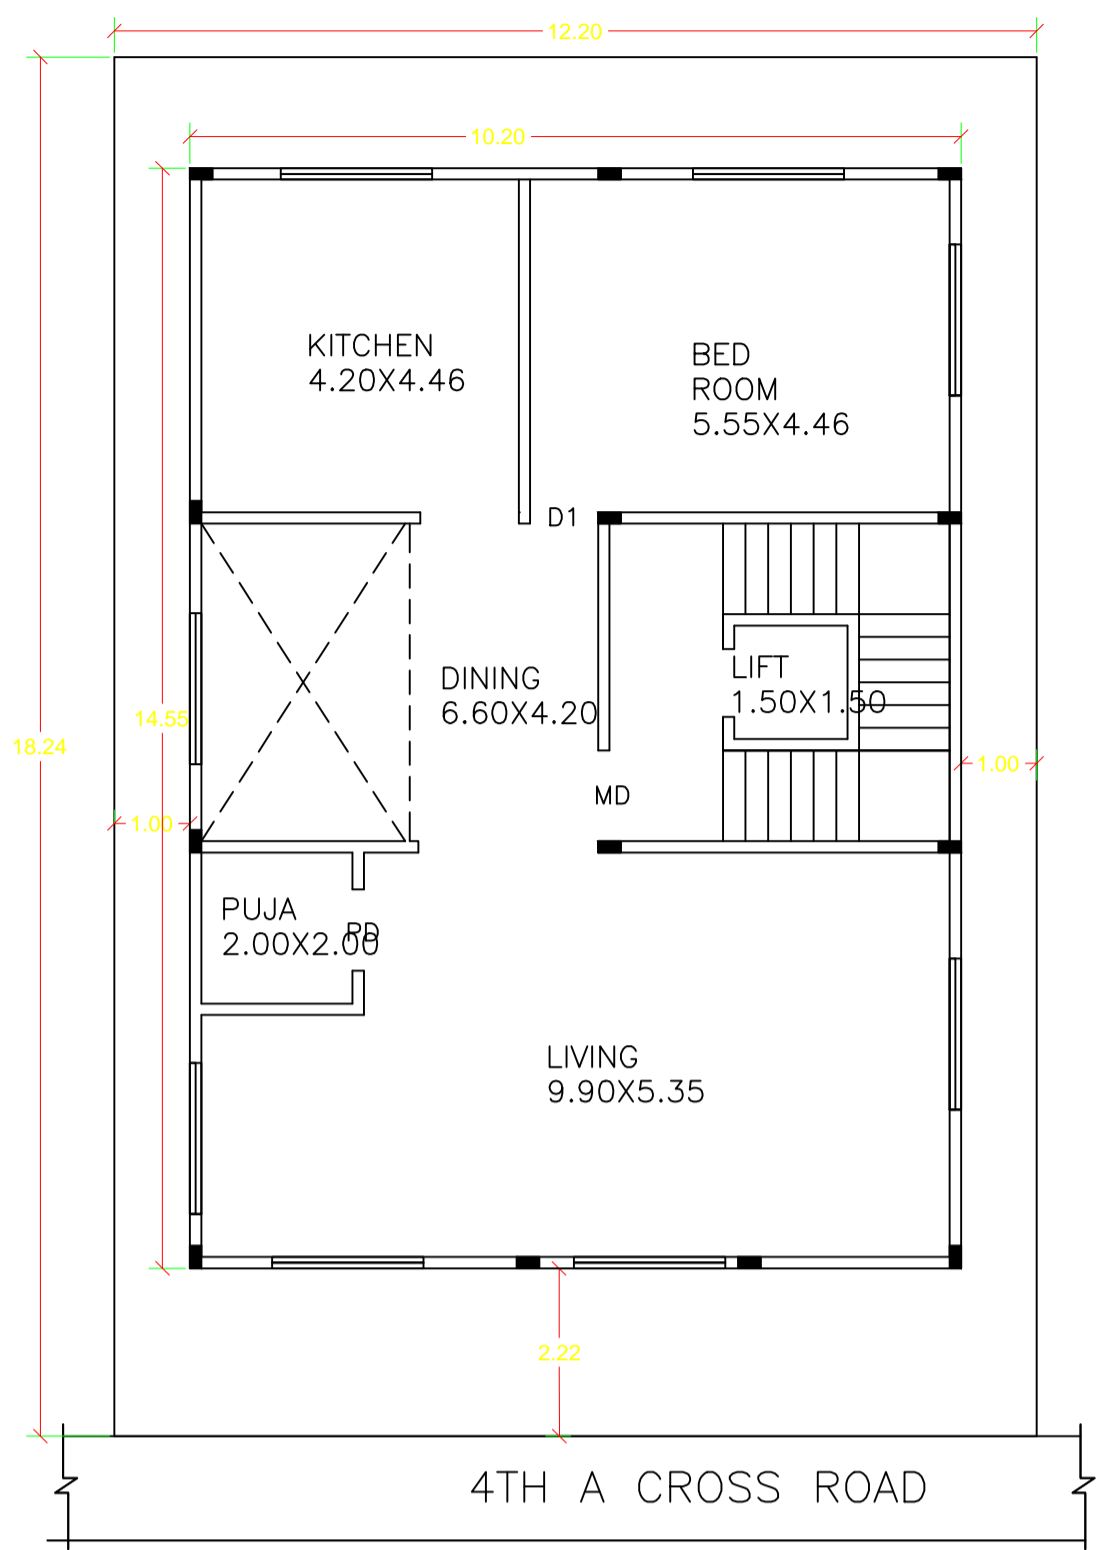 12.20
10.20
KITCHEN
4.20X4.46
BED
ROOM
5.55X4.46
D1
DINING
6.60X4.20
LIFT
1.50X1.50
14.55
18.24
1.00
MD
1.00
PUJA
2.00X2.00
PD
LIVING
9.90X5.35
2.22
4TH A CROSS ROAD